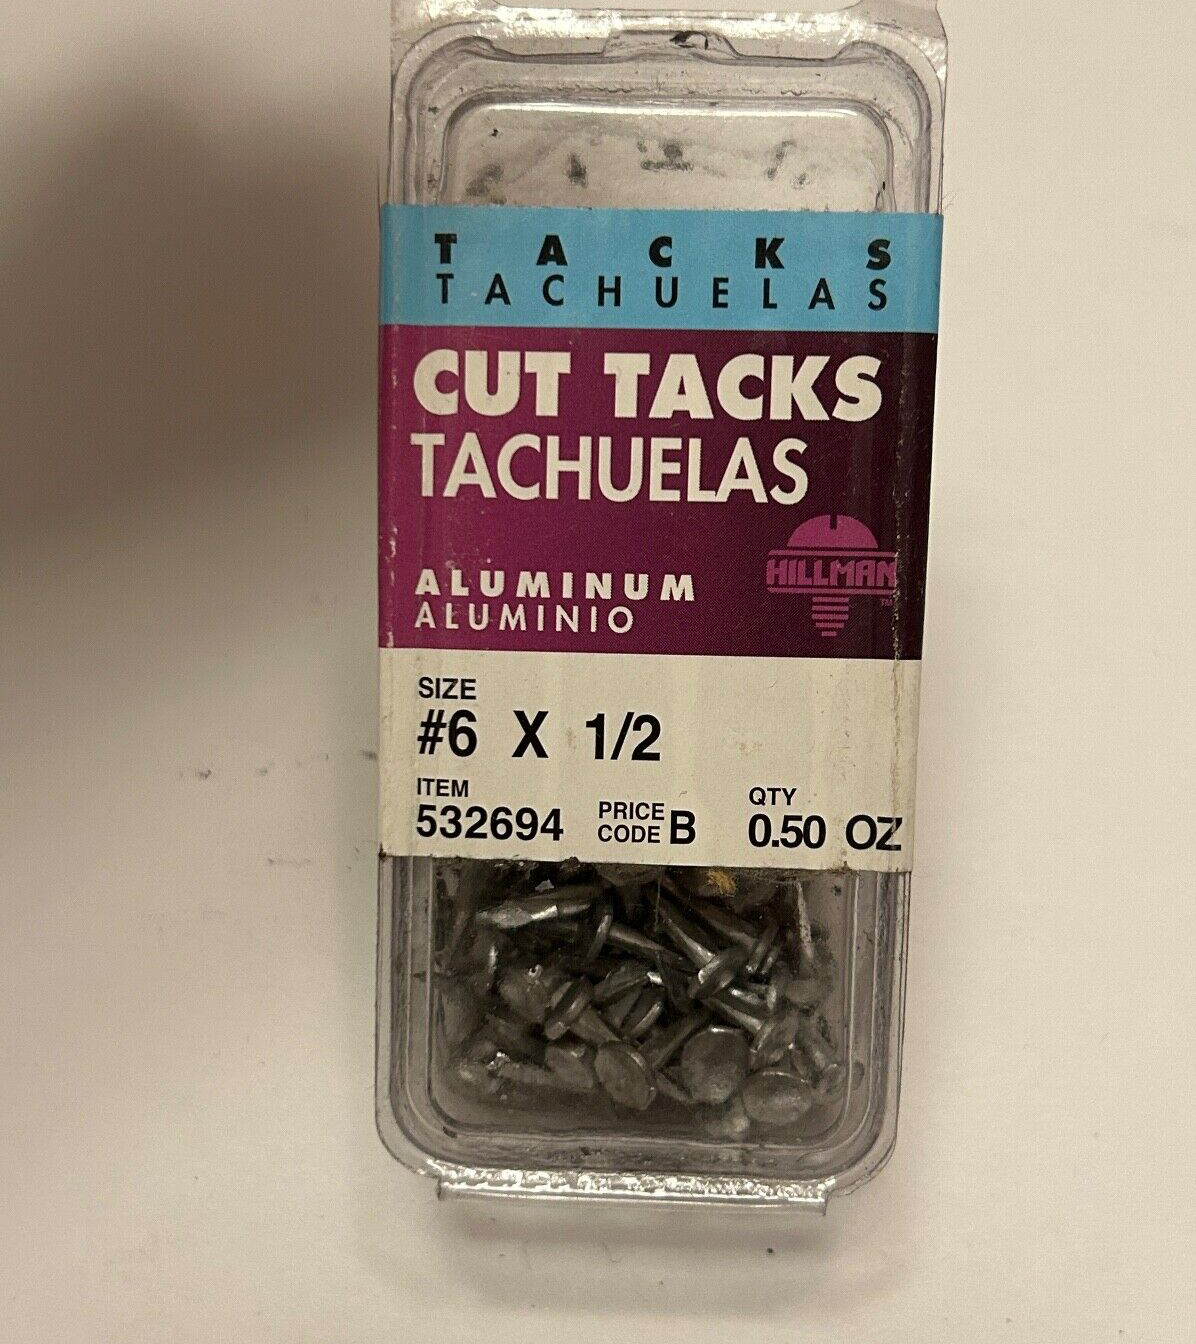 TACKS
TACHUELAS
CUT TACKS
TACHUELAS
ALUMINUM
ALUMINIO
HILLMAN
TM
SIZE
#6 X 1/2
ITEM
532694
PRICE
CODE B
QTY
0.50 OZ